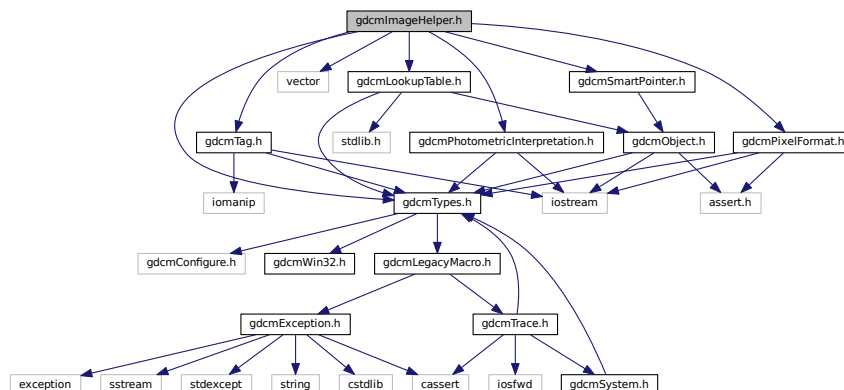 gdcmImageHelper.h
vector
gdcmLookupTable.h
gdcmSmartPointer.h
gdcmTag.h
stdlib.h
gdcmPhotometricInterpretation.h
gdcmObject.h
gdcmPixelFormat.h
iomanip
gdcmTypes.h
iostream
assert.h
gdcmConfigure.h
gdcmWin32.h
gdcmLegacyMacro.h
gdcmException.h
gdcmTrace.h
exception
sstream
stdexcept
string
cstdlib
cassert
iosfwd
gdcmSystem.h